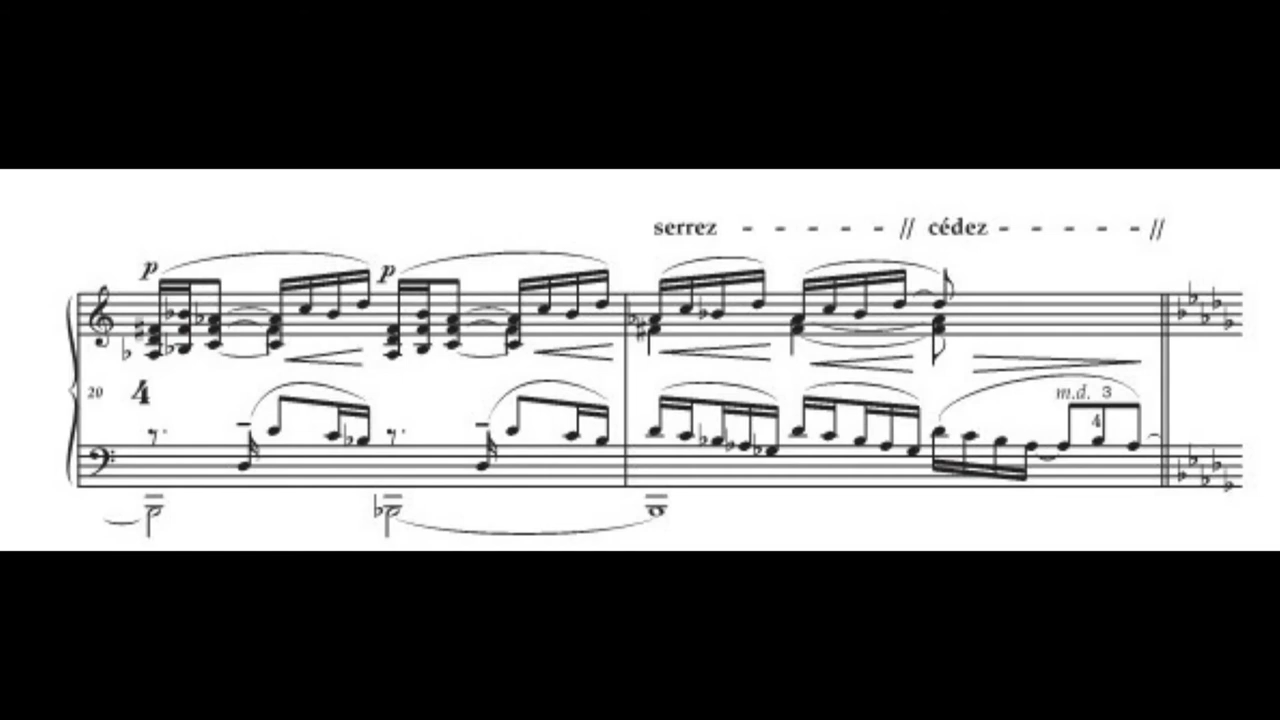 serrez - - - - - // cédez - - - - - //
p p
20 4 m.d. 3
4